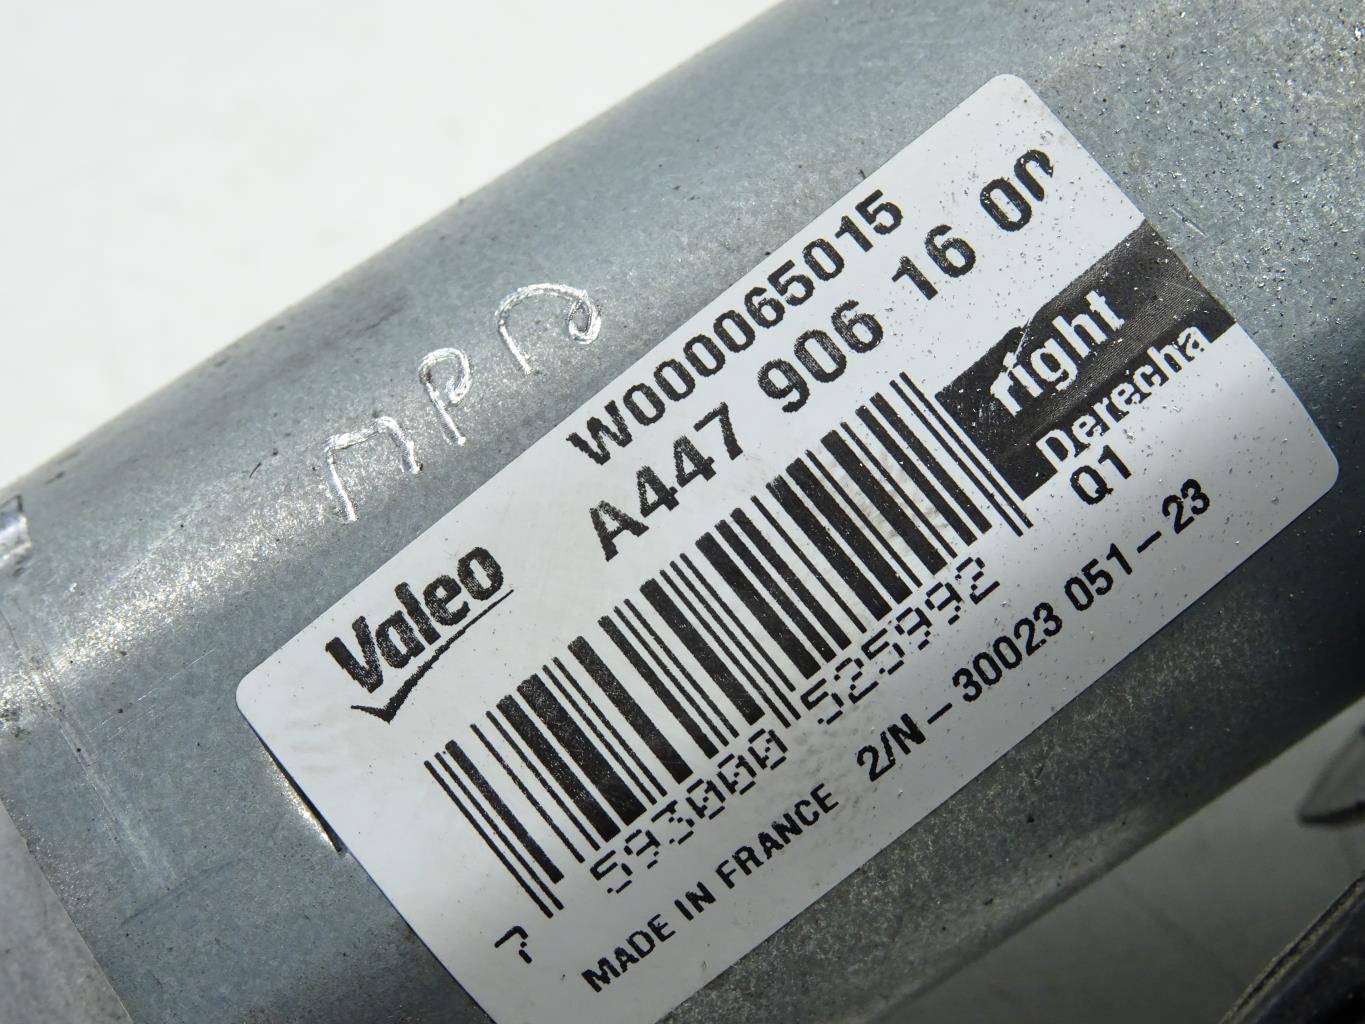 Valeo
W000065015
A447 906 16 00
right
Derecha
Q1
7 593000 525992
MADE IN FRANCE 2/N-30023 051-23